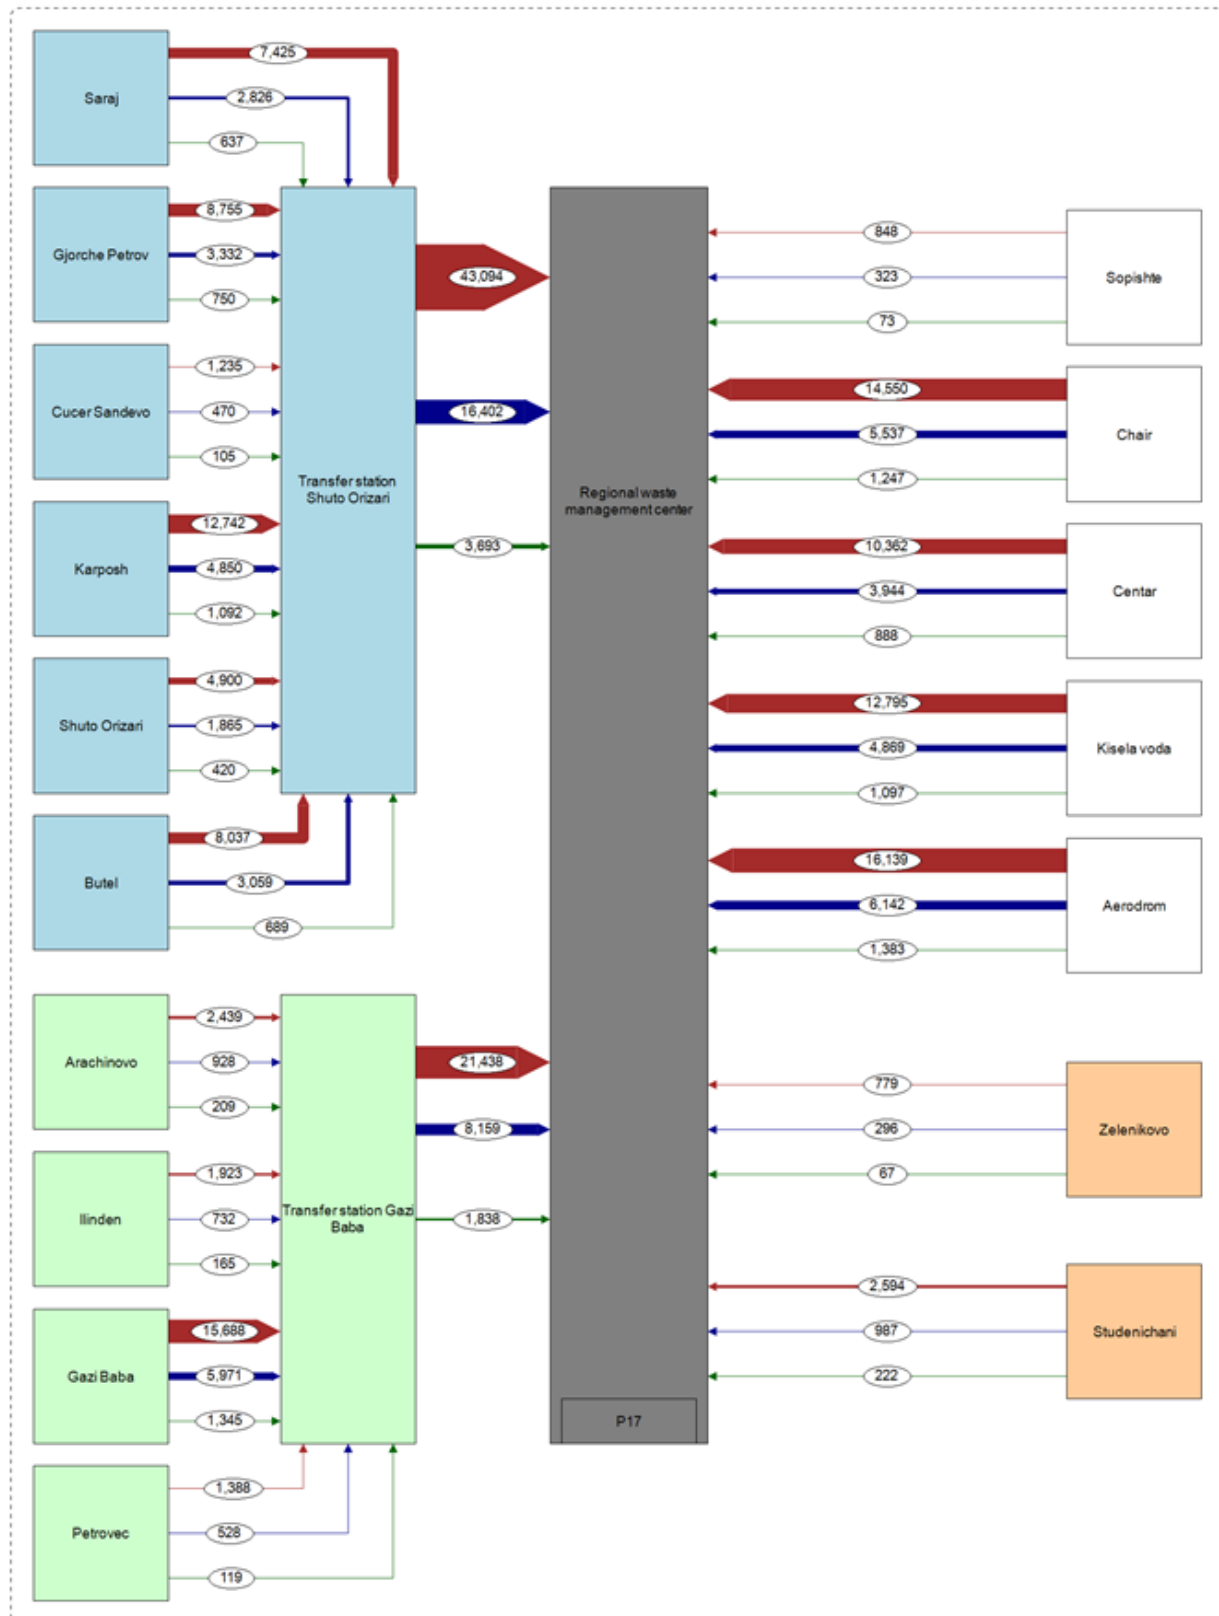 Saraj
7,425
2,826
637
Gjorche Petrov
8,755
3,332
750
Cucer Sandevo
1,235
470
105
Karposh
12,742
4,850
1,092
Shuto Orizari
4,900
1,865
420
Butel
8,037
3,059
689
Transfer station
Shuto Orizari
43,094
16,402
3,693
Arachinovo
2,439
928
209
Ilinden
1,923
732
165
Gazi Baba
15,688
5,971
1,345
Petrovec
1,388
528
119
Transfer station Gazi
Baba
21,438
8,159
1,838
Regional waste
management center
P17
848
323
73
Sopishte
14,550
5,537
1,247
Chair
10,362
3,944
888
Centar
12,795
4,869
1,097
Kisela voda
16,139
6,142
1,383
Aerodrom
779
296
67
Zelenikovo
2,594
987
222
Studenichani